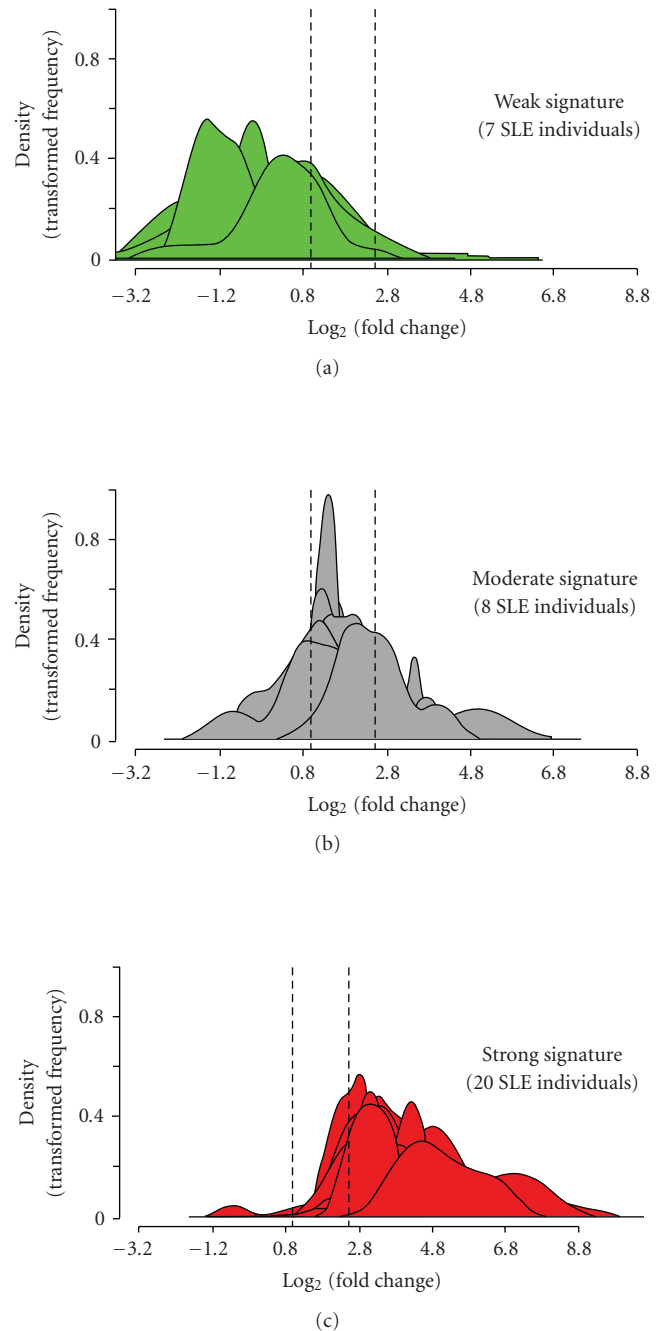 0.8
0.4
0
Density
(transformed frequency)
Weak signature
(7 SLE individuals)
−3.2 −1.2 0.8 2.8 4.8 6.8 8.8
Log₂ (fold change)
(a)
0.8
0.4
0
Density
(transformed frequency)
Moderate signature
(8 SLE individuals)
−3.2 −1.2 0.8 2.8 4.8 6.8 8.8
Log₂ (fold change)
(b)
0.8
0.4
0
Density
(transformed frequency)
Strong signature
(20 SLE individuals)
−3.2 −1.2 0.8 2.8 4.8 6.8 8.8
Log₂ (fold change)
(c)